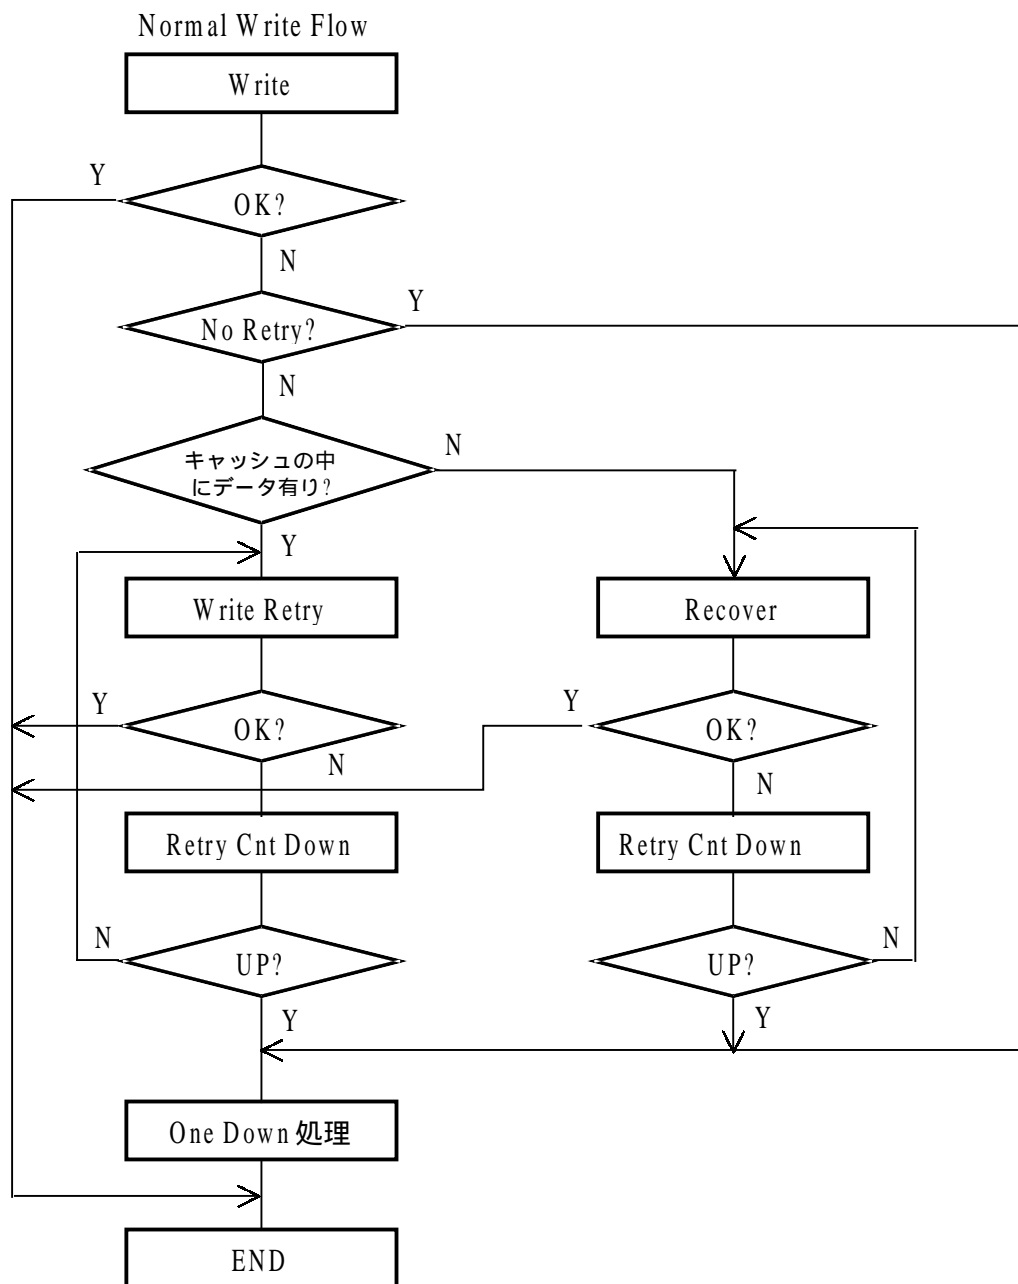 Normal Write Flow
Write
Y
OK?
N
Y
No Retry?
N
N
キャッシュの中
にデータ有り?
Y
Write Retry
Recover
Y
OK?
N
Y
OK?
N
Retry Cnt Down
Retry Cnt Down
N
UP?
Y
UP?
N
Y
One Down 処理
END